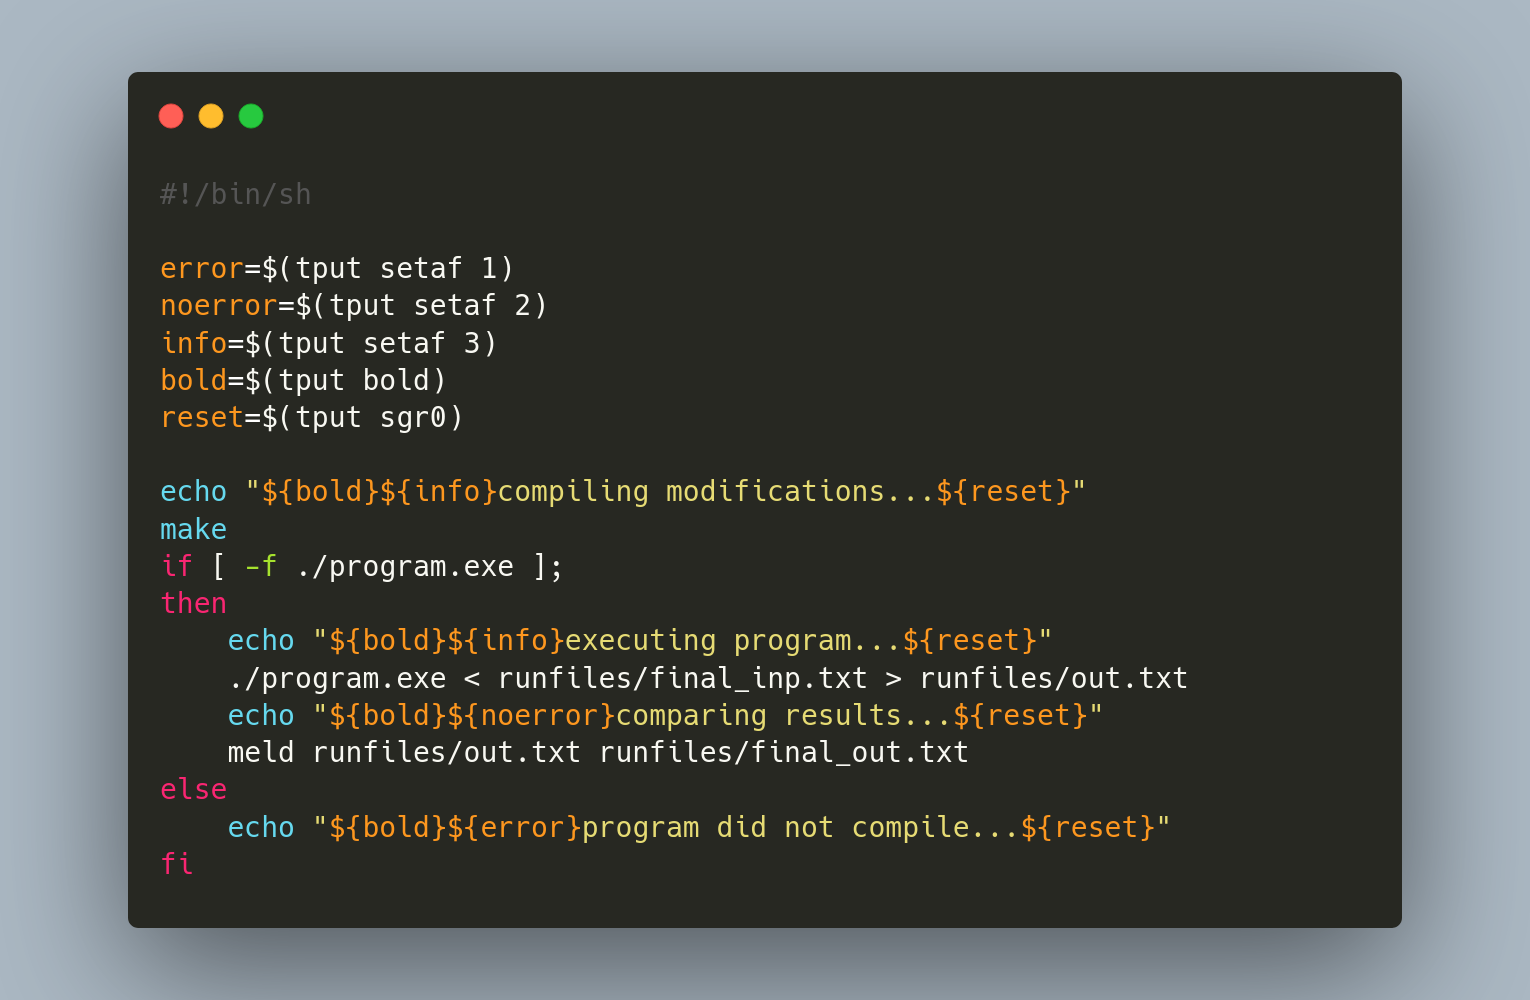 #!/bin/sh

error=$(tput setaf 1)
noerror=$(tput setaf 2)
info=$(tput setaf 3)
bold=$(tput bold)
reset=$(tput sgr0)

echo "${bold}${info}compiling modifications...${reset}"
make
if [ -f ./program.exe ];
then
    echo "${bold}${info}executing program...${reset}"
    ./program.exe < runfiles/final_inp.txt > runfiles/out.txt
    echo "${bold}${noerror}comparing results...${reset}"
    meld runfiles/out.txt runfiles/final_out.txt
else
    echo "${bold}${error}program did not compile...${reset}"
fi